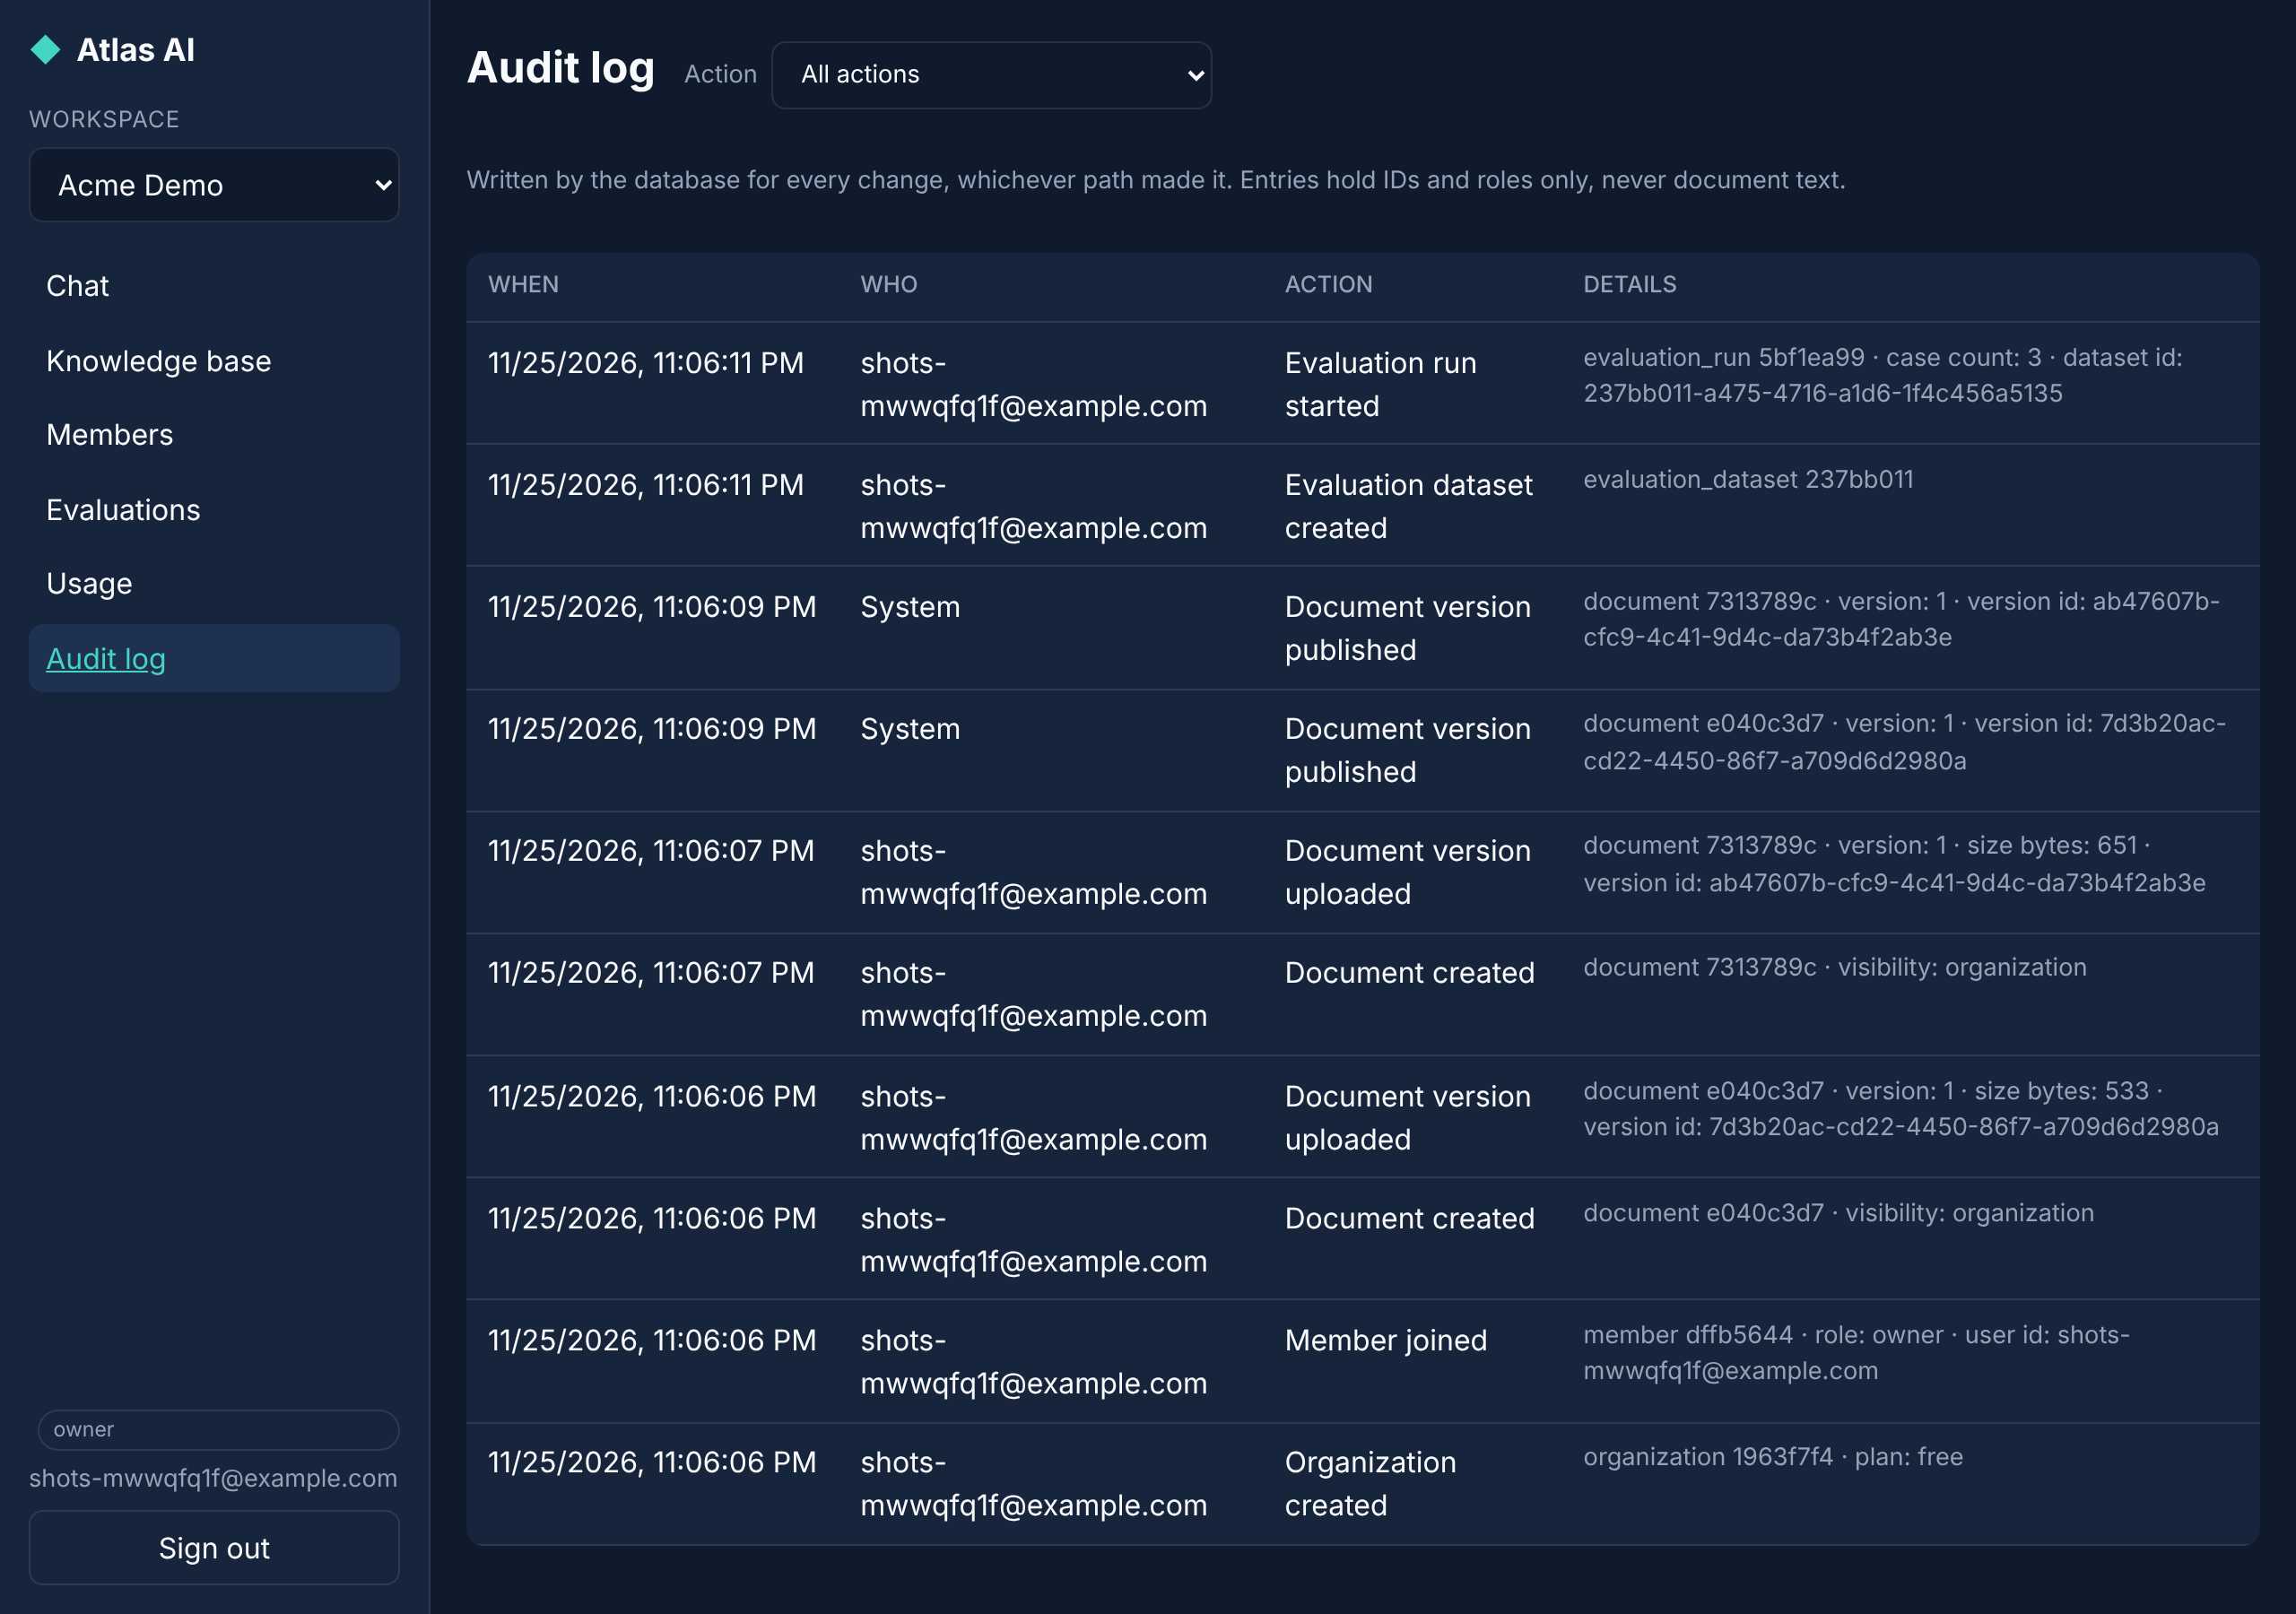 Atlas AI
WORKSPACE
Acme Demo
Chat
Knowledge base
Members
Evaluations
Usage
Audit log
owner
shots-mwwqfq1f@example.com
Sign out
Audit log
Action
All actions
Written by the database for every change, whichever path made it. Entries hold IDs and roles only, never document text.
WHEN WHO ACTION DETAILS
11/25/2026, 11:06:11 PM
shots-
mwwqfq1f@example.com
Evaluation run
started
evaluation_run 5bf1ea99 · case count: 3 · dataset id:
237bb011-a475-4716-a1d6-1f4c456a5135
11/25/2026, 11:06:11 PM
shots-
mwwqfq1f@example.com
Evaluation dataset
created
evaluation_dataset 237bb011
11/25/2026, 11:06:09 PM
System
Document version
published
document 7313789c · version: 1 · version id: ab47607b-
cfc9-4c41-9d4c-da73b4f2ab3e
11/25/2026, 11:06:09 PM
System
Document version
published
document e040c3d7 · version: 1 · version id: 7d3b20ac-
cd22-4450-86f7-a709d6d2980a
11/25/2026, 11:06:07 PM
shots-
mwwqfq1f@example.com
Document version
uploaded
document 7313789c · version: 1 · size bytes: 651 ·
version id: ab47607b-cfc9-4c41-9d4c-da73b4f2ab3e
11/25/2026, 11:06:07 PM
shots-
mwwqfq1f@example.com
Document created
document 7313789c · visibility: organization
11/25/2026, 11:06:06 PM
shots-
mwwqfq1f@example.com
Document version
uploaded
document e040c3d7 · version: 1 · size bytes: 533 ·
version id: 7d3b20ac-cd22-4450-86f7-a709d6d2980a
11/25/2026, 11:06:06 PM
shots-
mwwqfq1f@example.com
Document created
document e040c3d7 · visibility: organization
11/25/2026, 11:06:06 PM
shots-
mwwqfq1f@example.com
Member joined
member dffb5644 · role: owner · user id: shots-
mwwqfq1f@example.com
11/25/2026, 11:06:06 PM
shots-
mwwqfq1f@example.com
Organization
created
organization 1963f7f4 · plan: free